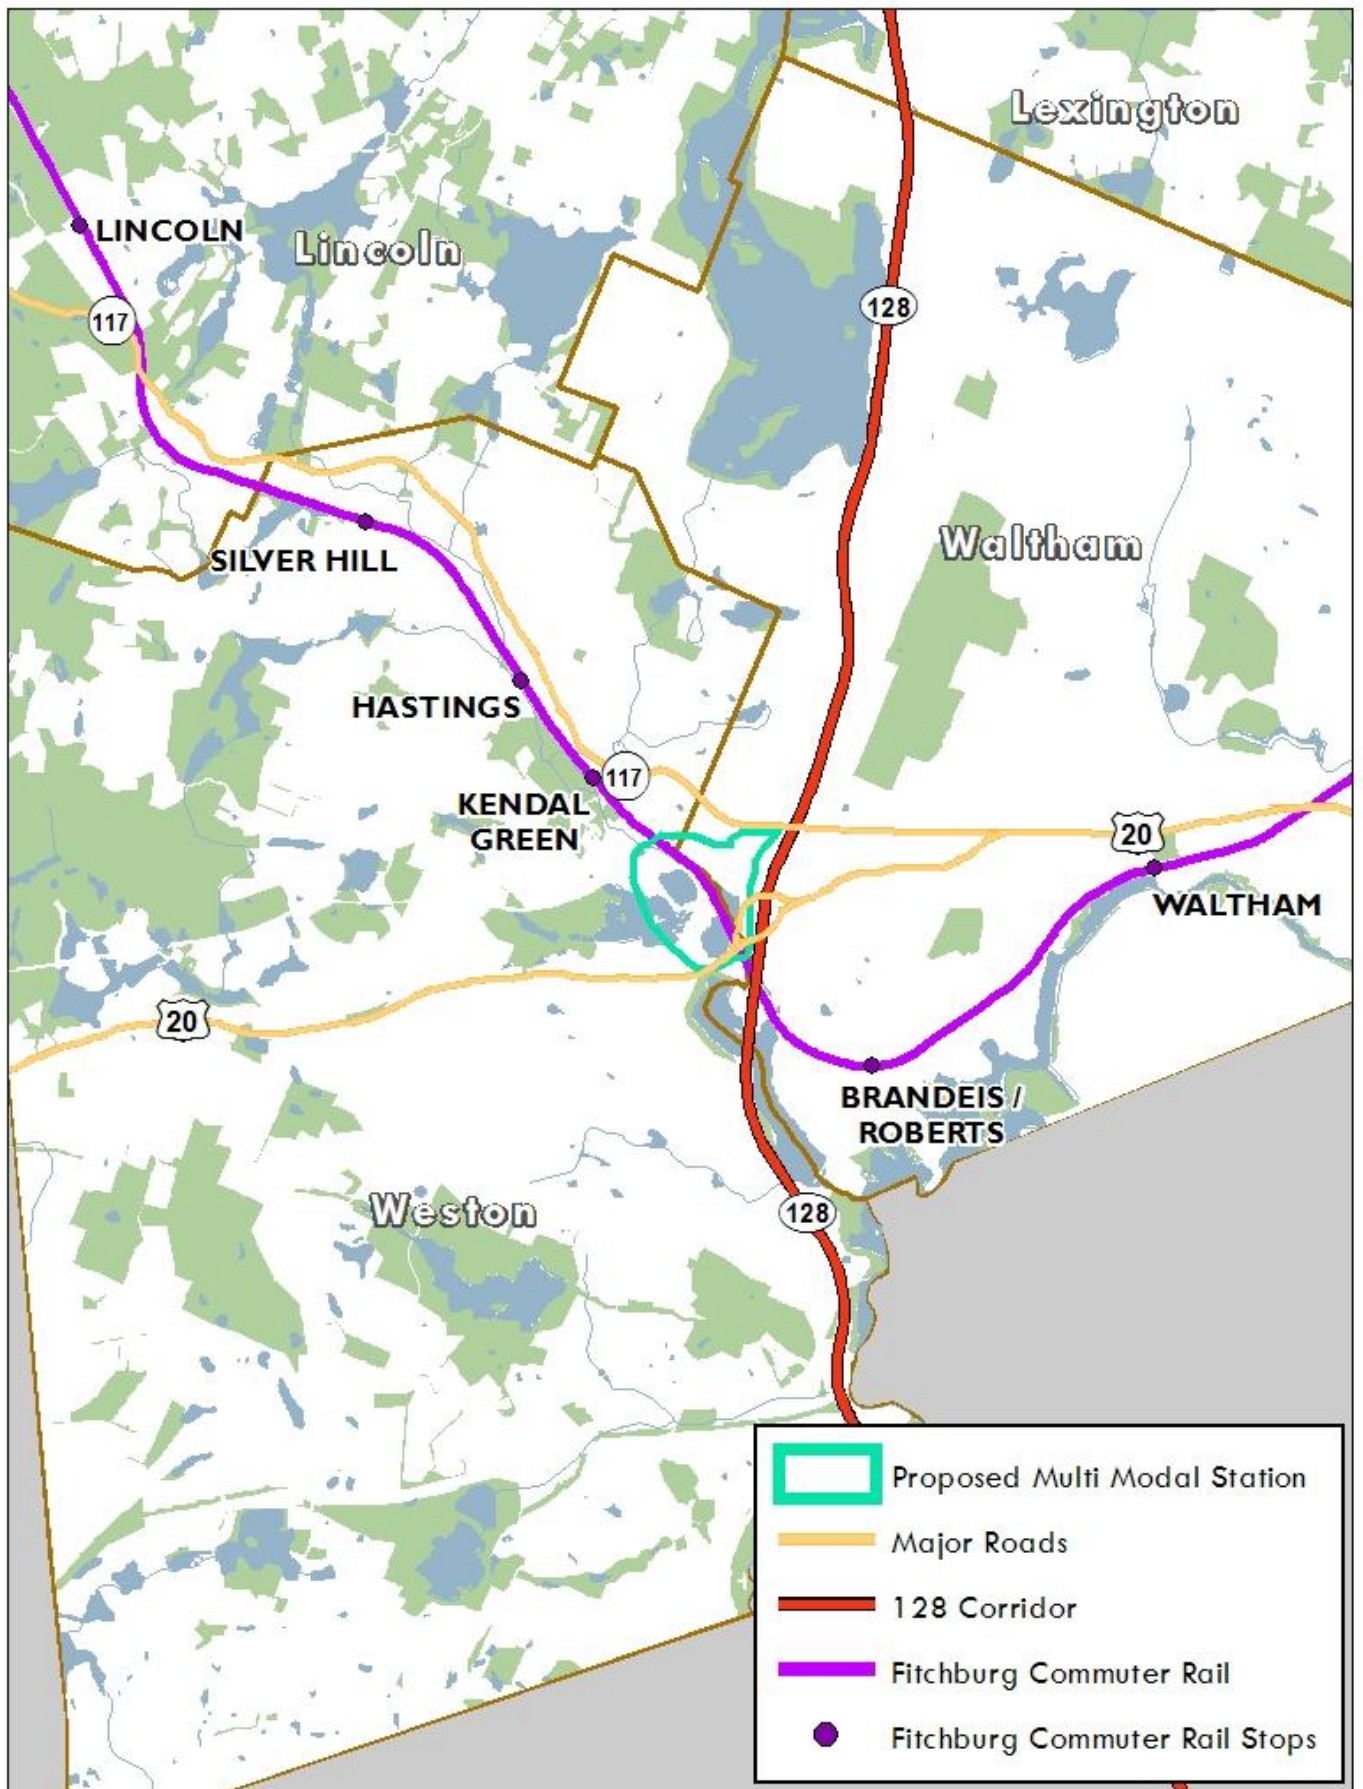 Lexington
LINCOLN
Lincoln
117
128
Waltham
SILVER HILL
HASTINGS
117
KENDAL
GREEN
20
WALTHAM
20
BRANDEIS /
ROBERTS
Weston
128
Proposed Multi Modal Station
Major Roads
128 Corridor
Fitchburg Commuter Rail
Fitchburg Commuter Rail Stops